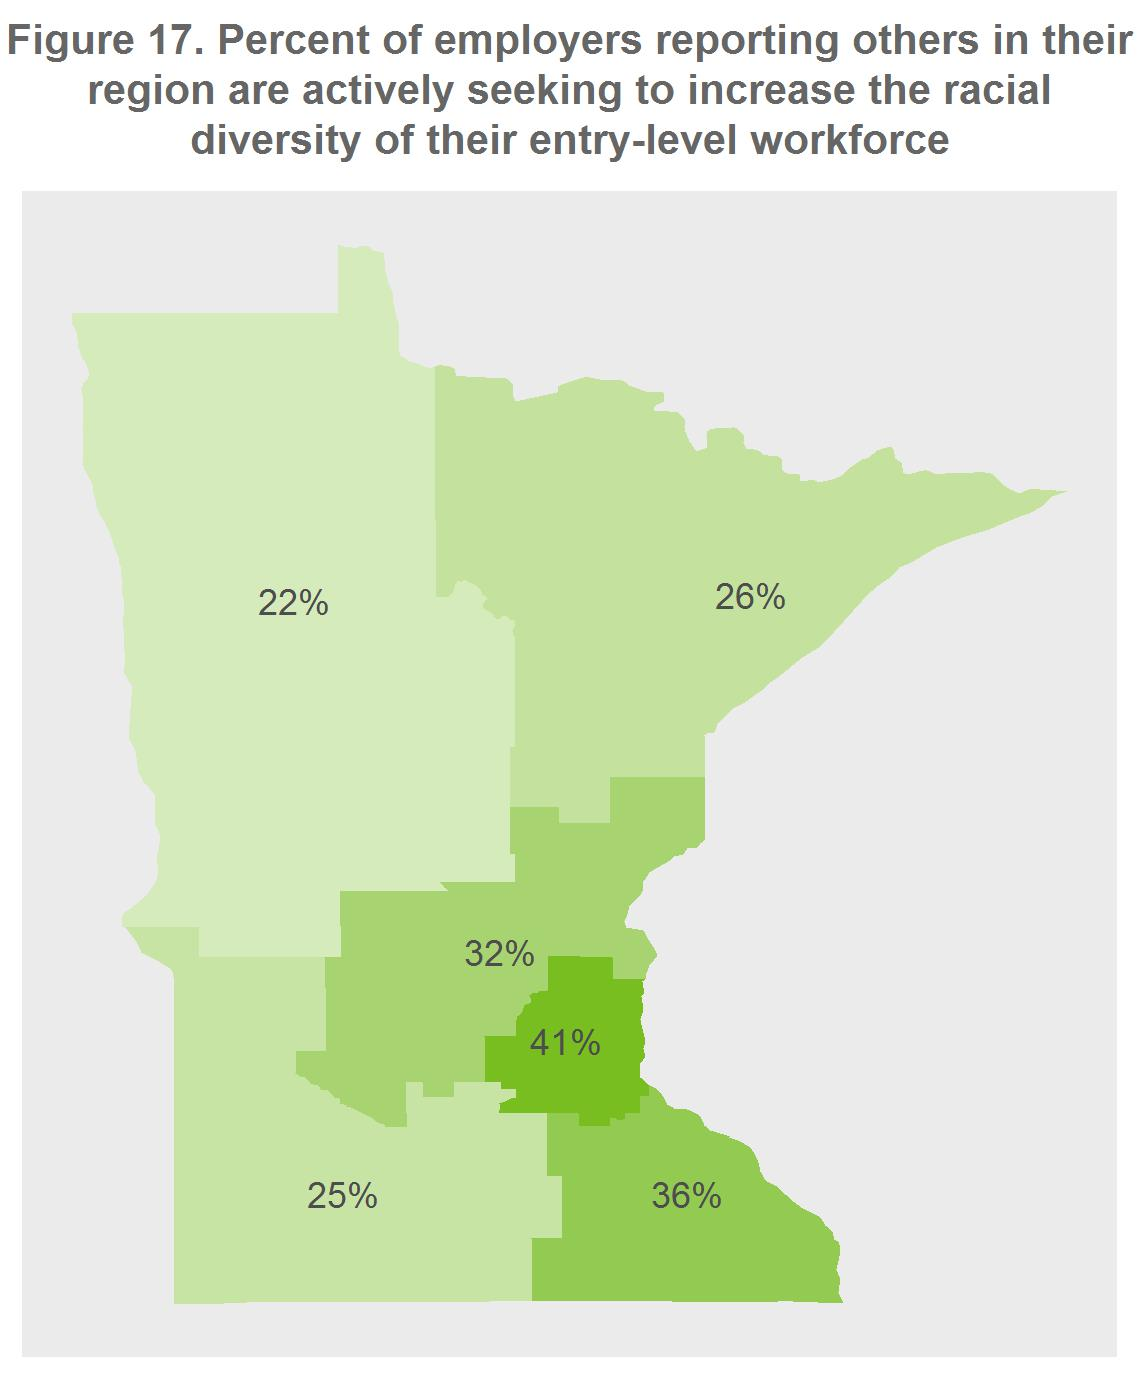 Figure 17. Percent of employers reporting others in their
region are actively seeking to increase the racial
diversity of their entry-level workforce
22%
26%
32%
41%
25%
36%